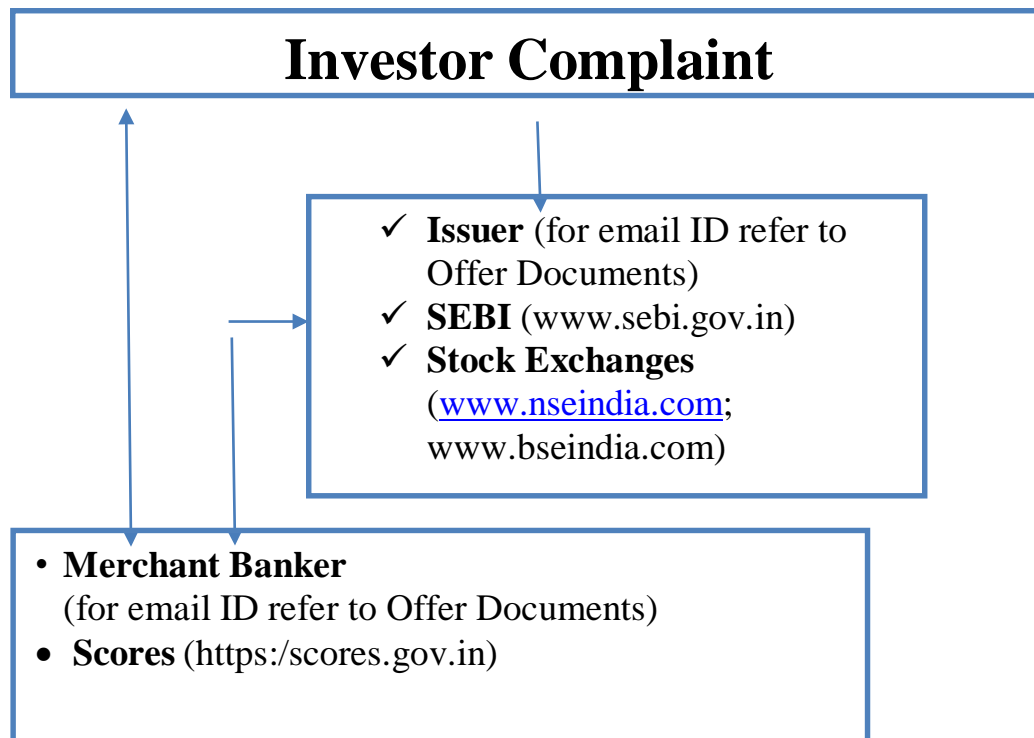 Investor Complaint
✓ Issuer (for email ID refer to
Offer Documents)
✓ SEBI (www.sebi.gov.in)
✓ Stock Exchanges
(www.nseindia.com;
www.bseindia.com)
• Merchant Banker
(for email ID refer to Offer Documents)
• Scores (https:/scores.gov.in)